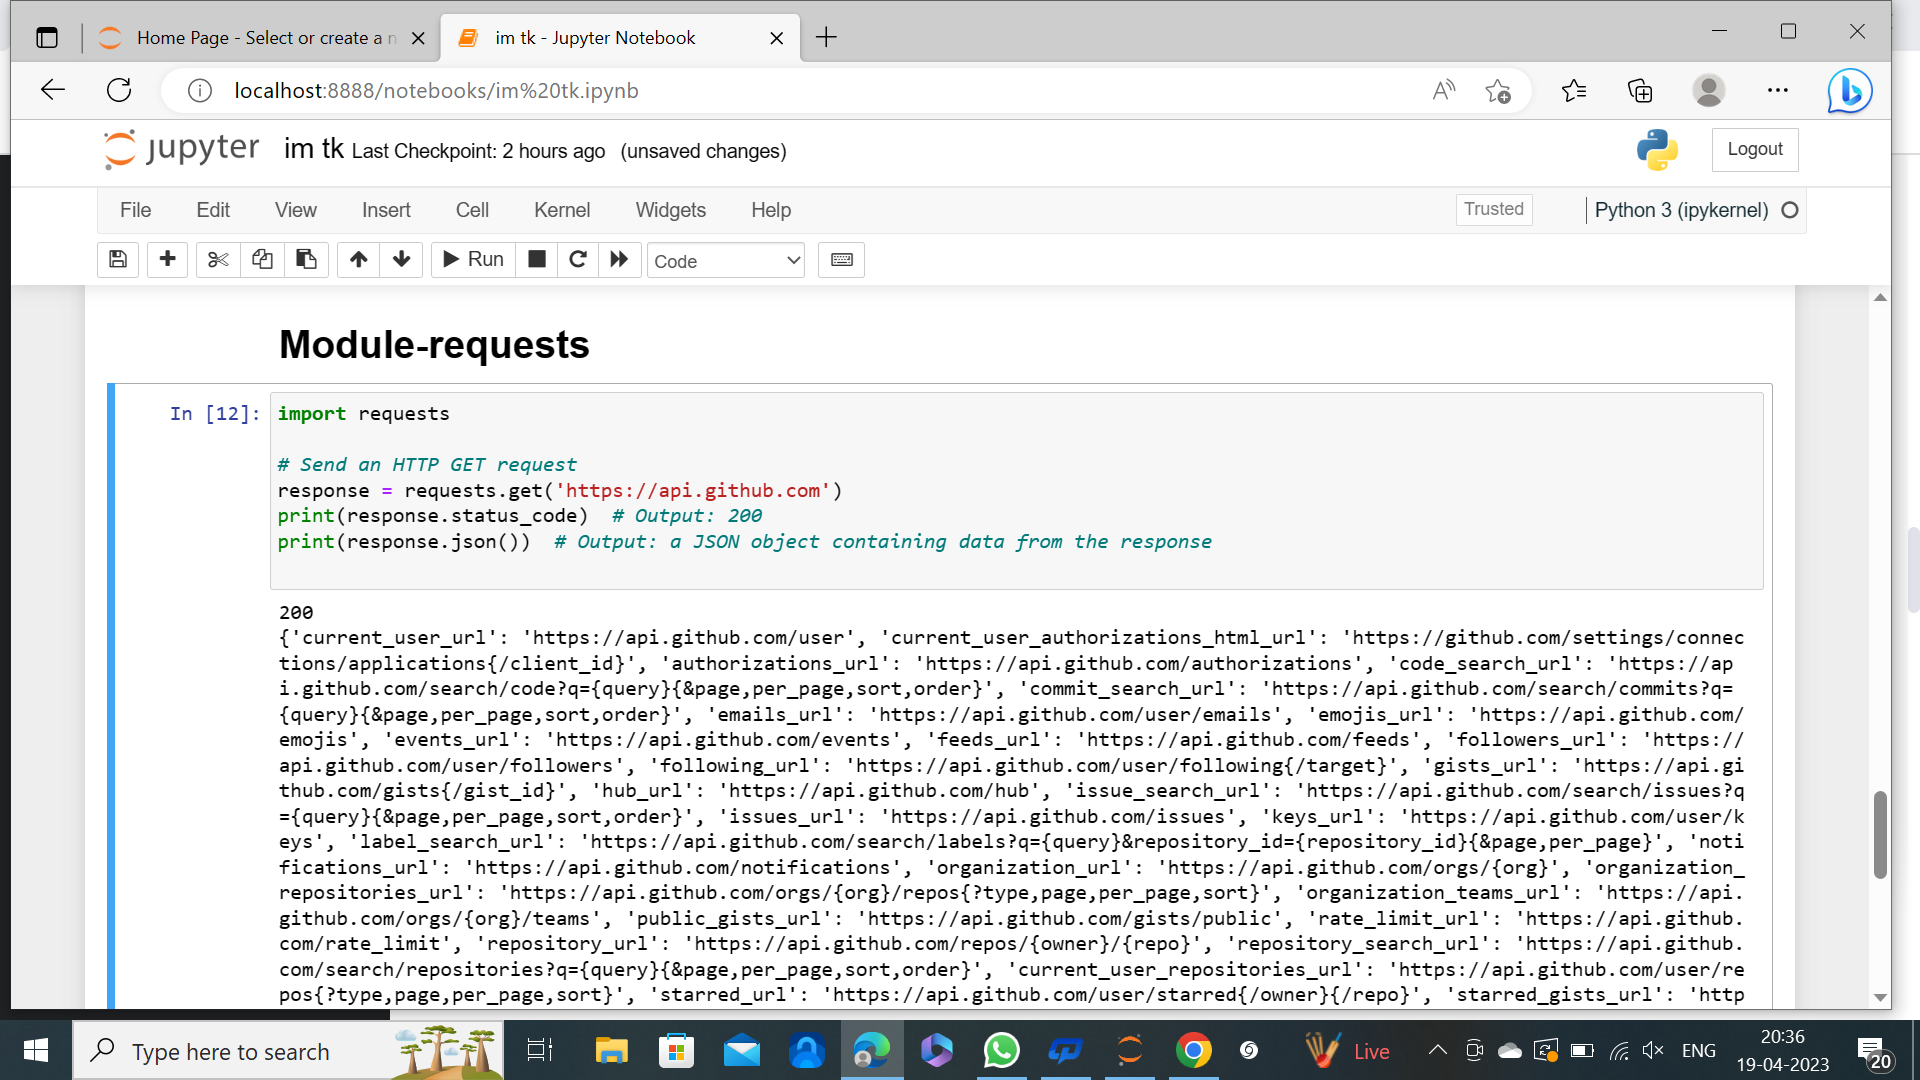 Home Page - Select or create a n
im tk - Jupyter Notebook
localhost:8888/notebooks/im%20tk.ipynb
jupyter im tk Last Checkpoint: 2 hours ago (unsaved changes)
Logout
File Edit View Insert Cell Kernel Widgets Help
Trusted
Python 3 (ipykernel)
Run
Code
Module-requests
In [12]:
import requests
# Send an HTTP GET request
response = requests.get('https://api.github.com')
print(response.status_code)  # Output: 200
print(response.json())  # Output: a JSON object containing data from the response
200
{'current_user_url': 'https://api.github.com/user', 'current_user_authorizations_html_url': 'https://github.com/settings/connec
tions/applications{/client_id}', 'authorizations_url': 'https://api.github.com/authorizations', 'code_search_url': 'https://ap
i.github.com/search/code?q={query}{&page,per_page,sort,order}', 'commit_search_url': 'https://api.github.com/search/commits?q=
{query}{&page,per_page,sort,order}', 'emails_url': 'https://api.github.com/user/emails', 'emojis_url': 'https://api.github.com/
emojis', 'events_url': 'https://api.github.com/events', 'feeds_url': 'https://api.github.com/feeds', 'followers_url': 'https://
api.github.com/user/followers', 'following_url': 'https://api.github.com/user/following{/target}', 'gists_url': 'https://api.gi
thub.com/gists{/gist_id}', 'hub_url': 'https://api.github.com/hub', 'issue_search_url': 'https://api.github.com/search/issues?q
={query}{&page,per_page,sort,order}', 'issues_url': 'https://api.github.com/issues', 'keys_url': 'https://api.github.com/user/k
eys', 'label_search_url': 'https://api.github.com/search/labels?q={query}&repository_id={repository_id}{&page,per_page}', 'noti
fications_url': 'https://api.github.com/notifications', 'organization_url': 'https://api.github.com/orgs/{org}', 'organization_
repositories_url': 'https://api.github.com/orgs/{org}/repos{?type,page,per_page,sort}', 'organization_teams_url': 'https://api.
github.com/orgs/{org}/teams', 'public_gists_url': 'https://api.github.com/gists/public', 'rate_limit_url': 'https://api.github.
com/rate_limit', 'repository_url': 'https://api.github.com/repos/{owner}/{repo}', 'repository_search_url': 'https://api.github.
com/search/repositories?q={query}{&page,per_page,sort,order}', 'current_user_repositories_url': 'https://api.github.com/user/re
pos{?type,page,per_page,sort}', 'starred_url': 'https://api.github.com/user/starred{/owner}{/repo}', 'starred_gists_url': 'http
Type here to search
Live
ENG
20:36
19-04-2023
20